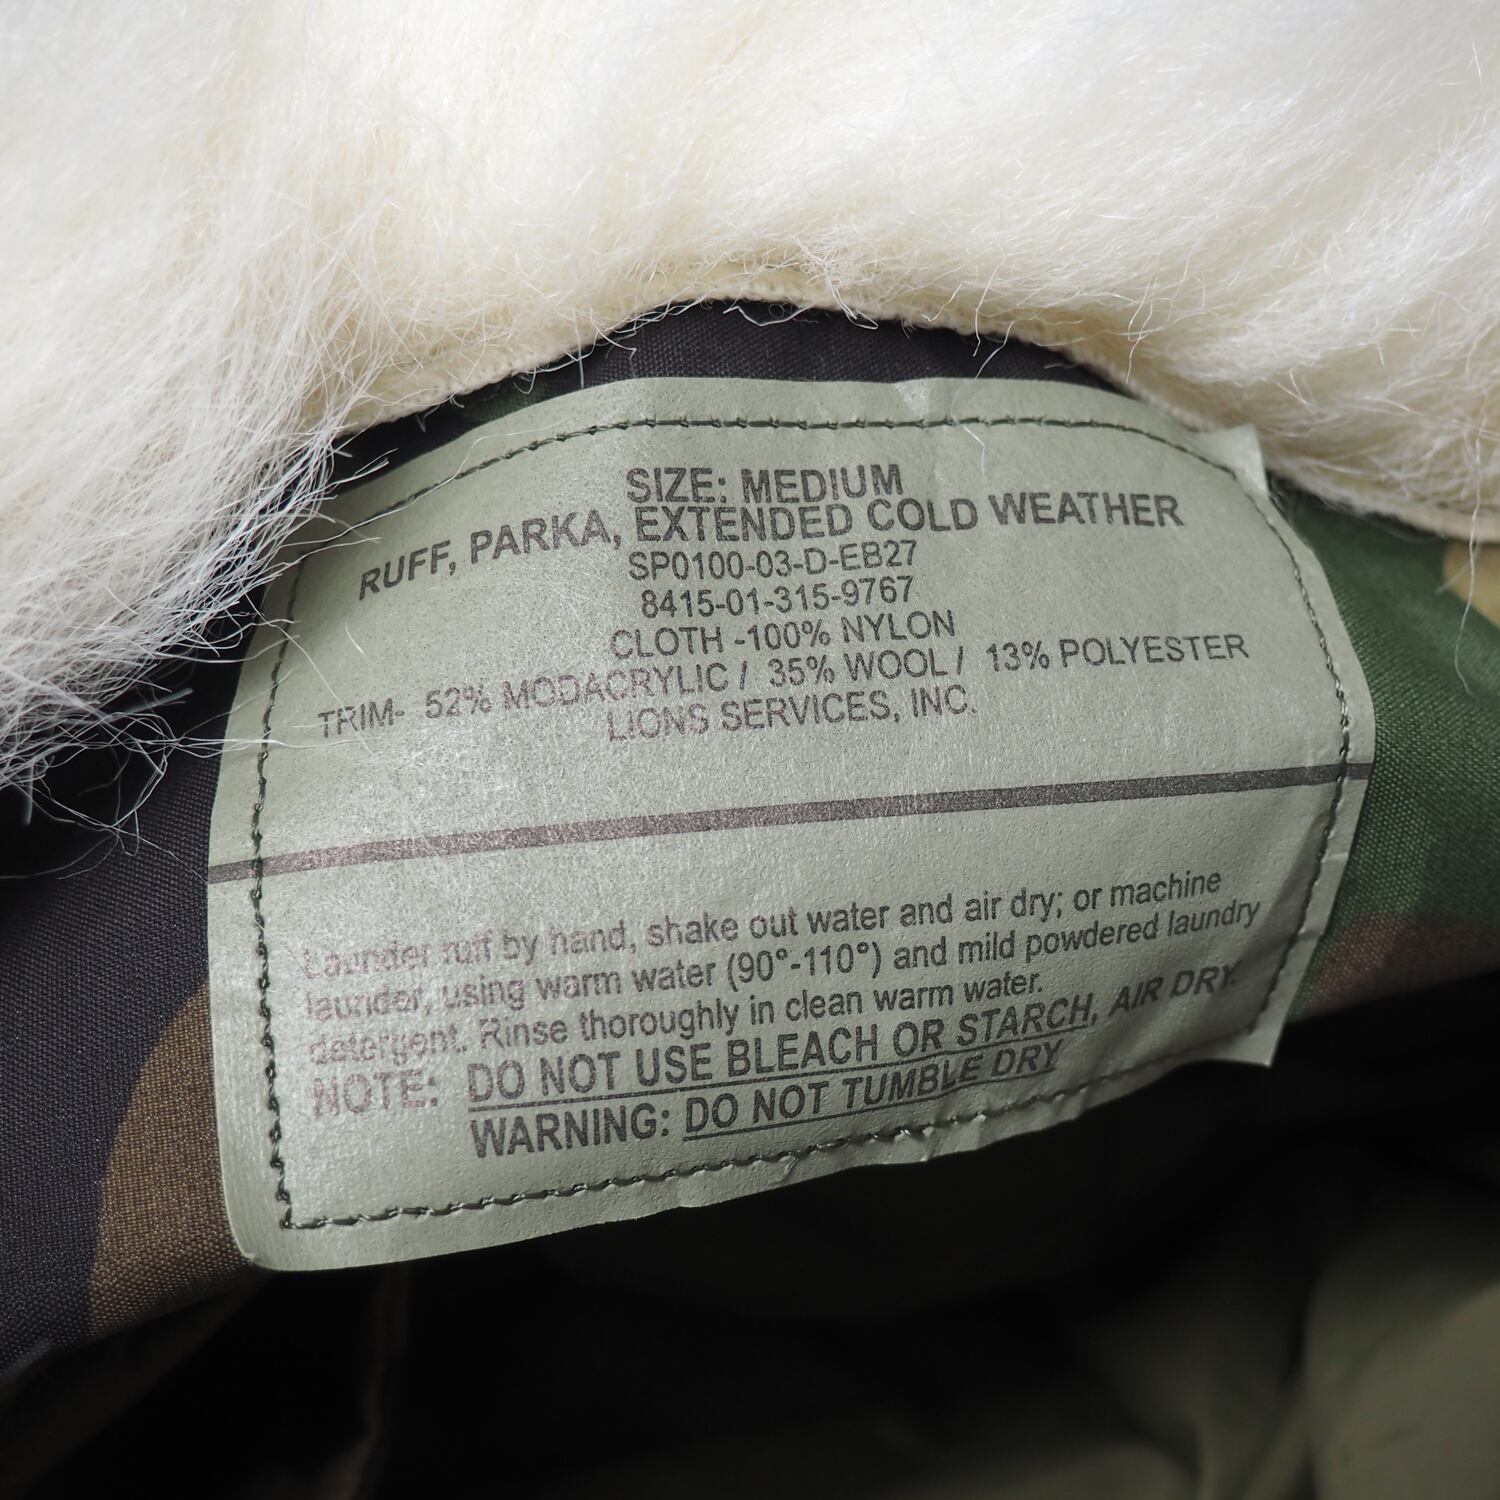 SIZE: MEDIUM
RUFF, PARKA, EXTENDED COLD WEATHER
SP0100-03-D-EB27
8415-01-315-9767
CLOTH -100% NYLON
TRIM- 52% MODACRYLIC / 35% WOOL / 13% POLYESTER
LIONS SERVICES, INC.
Launder ruff by hand, shake out water and air dry; or machine
launder, using warm water (90°-110°) and mild powdered laundry
detergent. Rinse thoroughly in clean warm water.
NOTE: DO NOT USE BLEACH OR STARCH, AIR DRY.
WARNING: DO NOT TUMBLE DRY